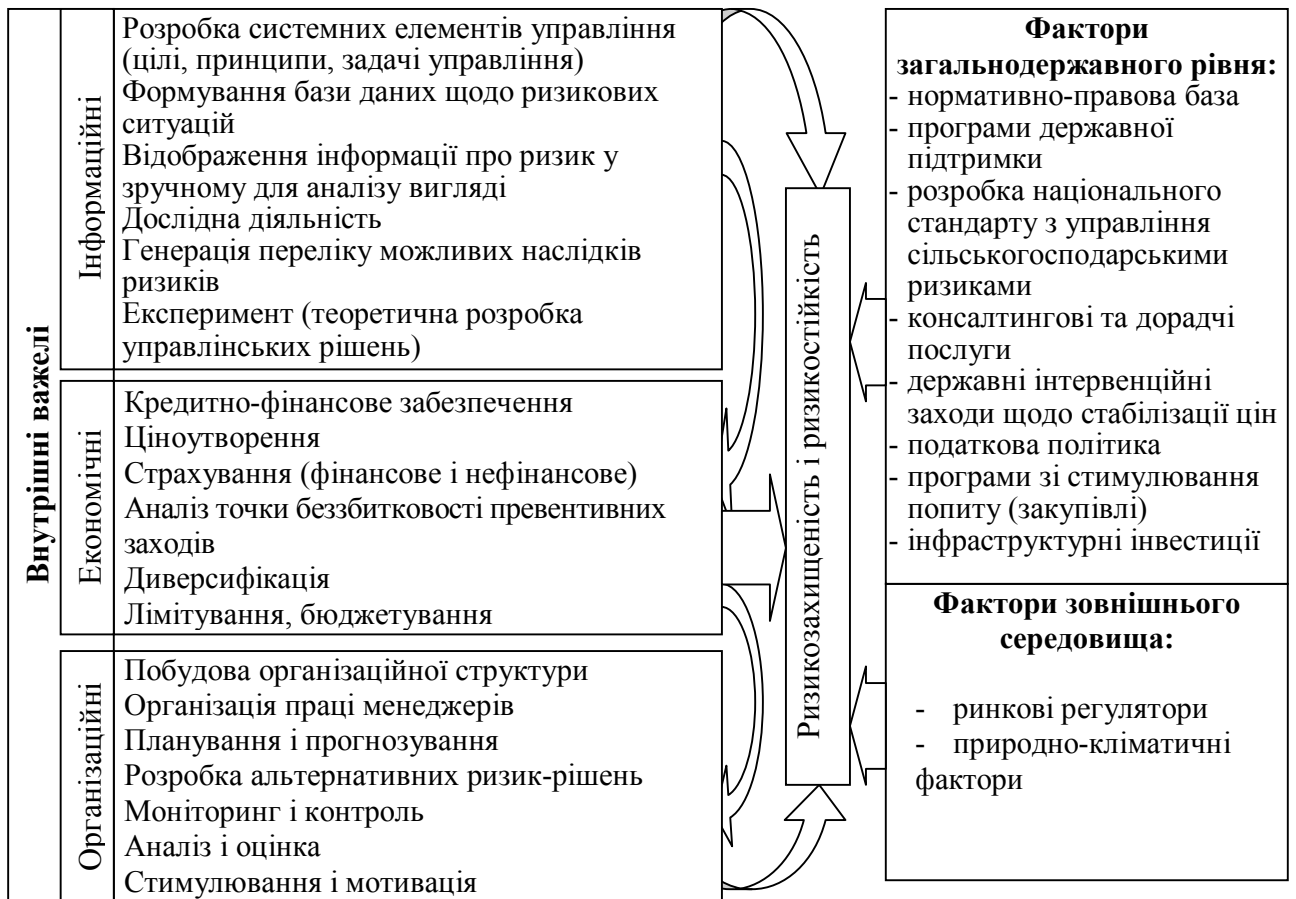 Внутрішні важелі
Інформаційні
Розробка системних елементів управління
(цілі, принципи, задачі управління)
Формування бази даних щодо ризикових
ситуацій
Відображення інформації про ризик у
зручному для аналізу вигляді
Дослідна діяльність
Генерація переліку можливих наслідків
ризиків
Експеримент (теоретична розробка
управлінських рішень)
Економічні
Кредитно-фінансове забезпечення
Ціноутворення
Страхування (фінансове і нефінансове)
Аналіз точки беззбитковості превентивних
заходів
Диверсифікація
Лімітування, бюджетування
Організаційні
Побудова організаційної структури
Організація праці менеджерів
Планування і прогнозування
Розробка альтернативних ризик-рішень
Моніторинг і контроль
Аналіз і оцінка
Стимулювання і мотивація
Ризикозахищеність і ризикостійкість
Фактори
загальнодержавного рівня:
- нормативно-правова база
- програми державної
підтримки
- розробка національного
стандарту з управління
сільськогосподарськими
ризиками
- консалтингові та дорадчі
послуги
- державні інтервенційні
заходи щодо стабілізації цін
- податкова політика
- програми зі стимулювання
попиту (закупівлі)
- інфраструктурні інвестиції
Фактори зовнішнього
середовища:
- ринкові регулятори
- природно-кліматичні
фактори